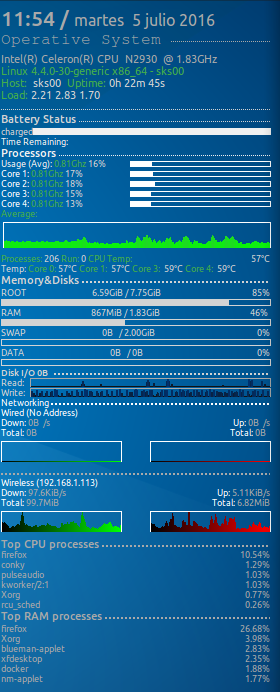 11:54 / martes 5 julio 2016
Operative System
Intel(R) Celeron(R) CPU N2930 @ 1.83GHz
Linux 4.4.0-30-generic x86_64 - sks00
Host: sks00 Uptime: 0h 22m 45s
Load: 2.21 2.83 1.70
Battery Status
charged
Time Remaining:
Processors
Usage (Avg): 0.81Ghz 16%
Core 1: 0.81Ghz 17%
Core 2: 0.81Ghz 18%
Core 3: 0.81Ghz 15%
Core 4: 0.81Ghz 13%
Average:
Processes: 206 Run: 0 CPU Temp: 57°C
Temp: Core 0: 57°C Core 1: 57°C Core 3: 59°C Core 4: 59°C
Memory&Disks
ROOT 6.59GiB / 7.75GiB 85%
RAM 867MiB / 1.83GiB 46%
SWAP 0B / 2.00GiB 0%
DATA 0B / 0B 0%
Disk I/O 0B
Read:
Write:
Networking
Wired (No Address)
Down: 0B /s Up: 0B /s
Total: 0B Total: 0B
Wireless (192.168.1.113)
Down: 97.6KiB /s Up: 5.11KiB/s
Total: 99.7MiB Total: 6.82MiB
Top CPU processes
firefox 10.54%
conky 1.29%
pulseaudio 1.03%
kworker/2:1 1.03%
Xorg 0.77%
rcu_sched 0.26%
Top RAM processes
firefox 26.68%
Xorg 3.98%
blueman-applet 2.83%
xfdesktop 2.35%
docker 1.88%
nm-applet 1.77%